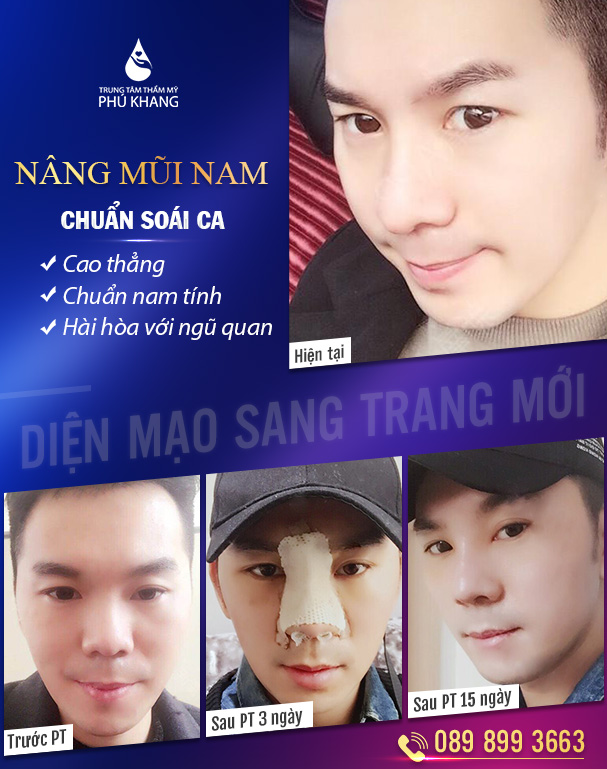 TRUNG TÂM THẨM MỸ
PHÚ KHANG
NÂNG MŨI NAM
CHUẨN SOÁI CA
Cao thẳng
Chuẩn nam tính
Hài hòa với ngũ quan
Hiện tại
DIỆN MẠO SANG TRANG MỚI
Trước PT
Sau PT 3 ngày
Sau PT 15 ngày
089 899 3663